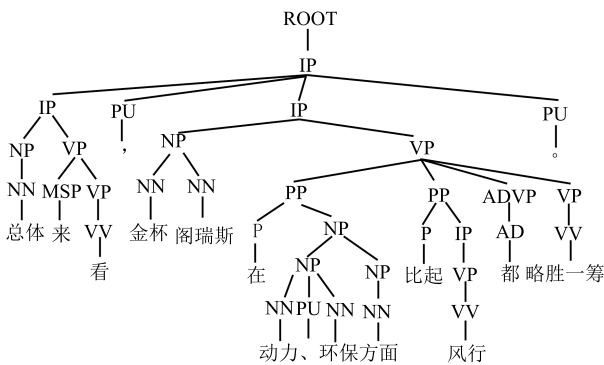 ROOT
IP
IP PU IP PU
NP VP ， NP VP 。
NN MSP VP NN NN PP PP ADVP VP
总体 来 VV 金杯 阁瑞斯 P NP P IP AD VV
看 在 NP NP 比起 VP 都 略胜一筹
NN PU NN NN VV
动力 、 环保 方面 风行